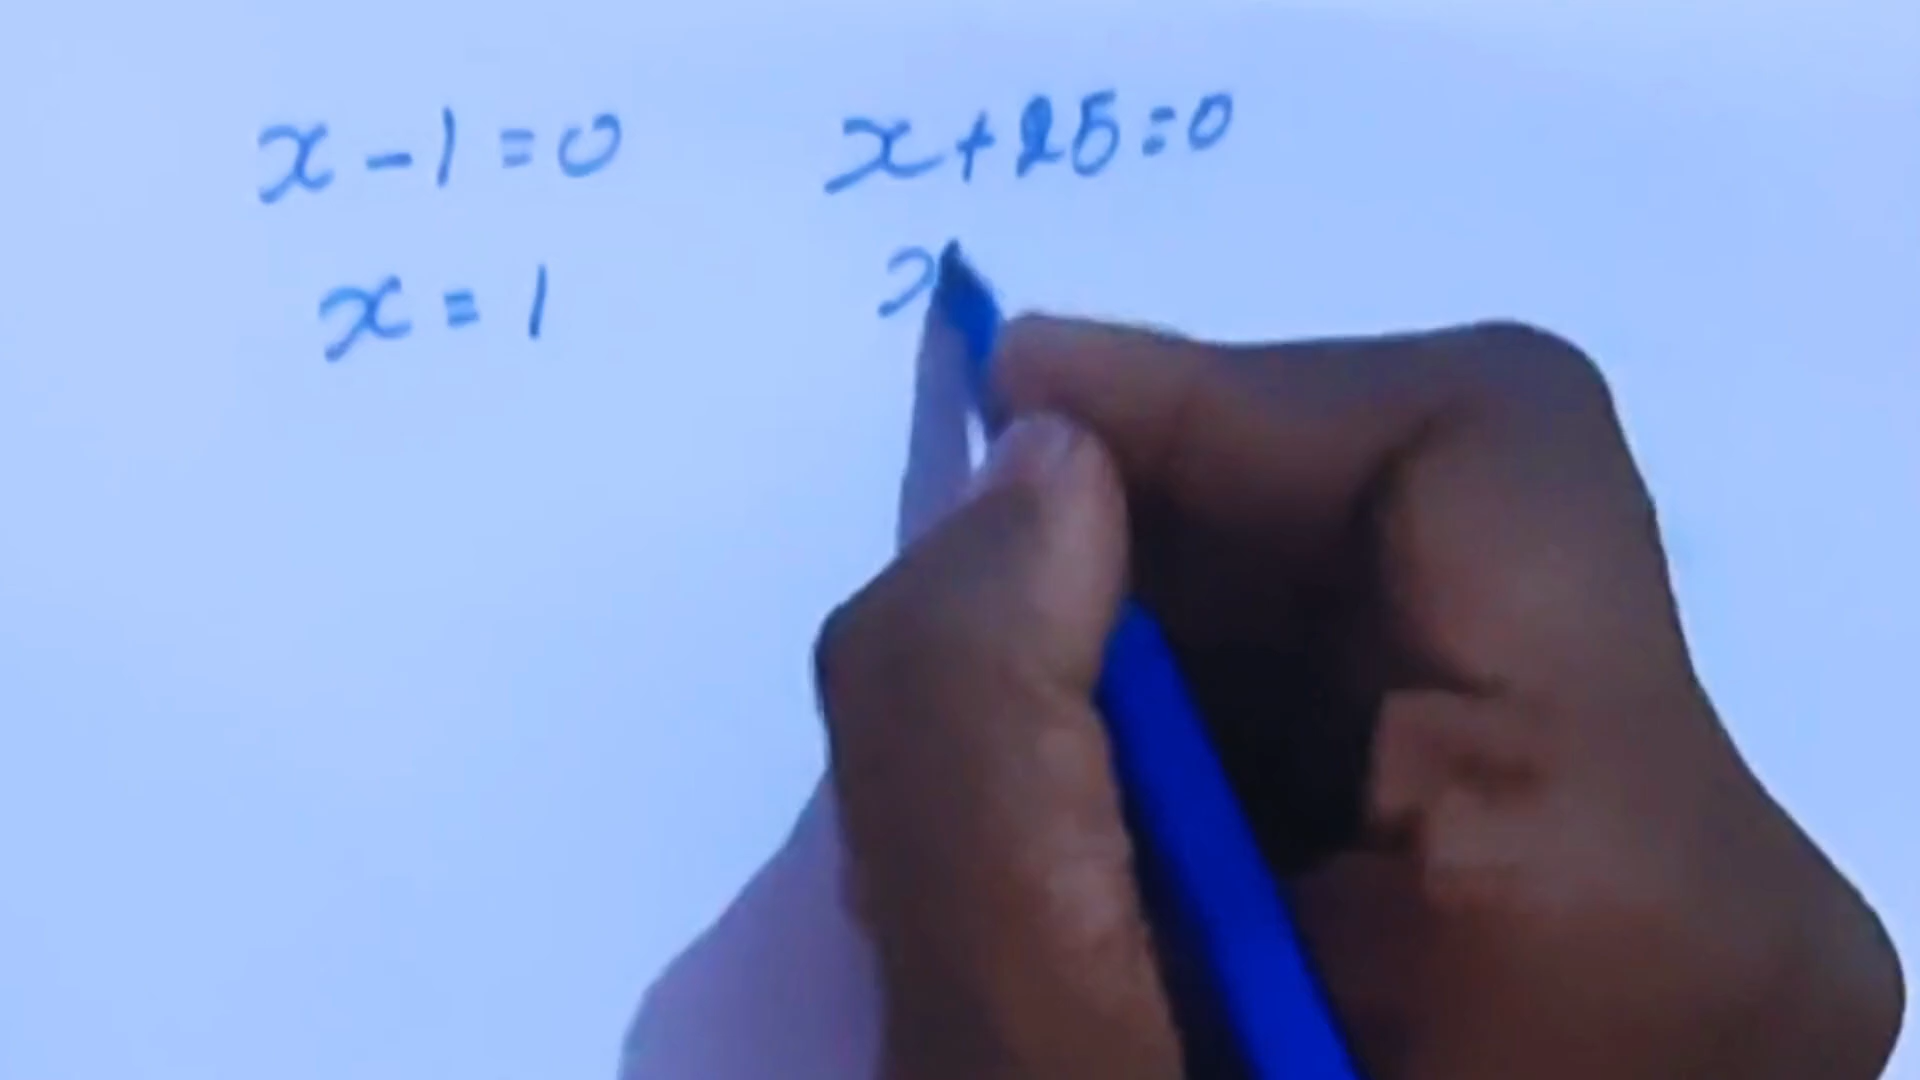 x - 1 = 0
x + 25 = 0
x = 1
x